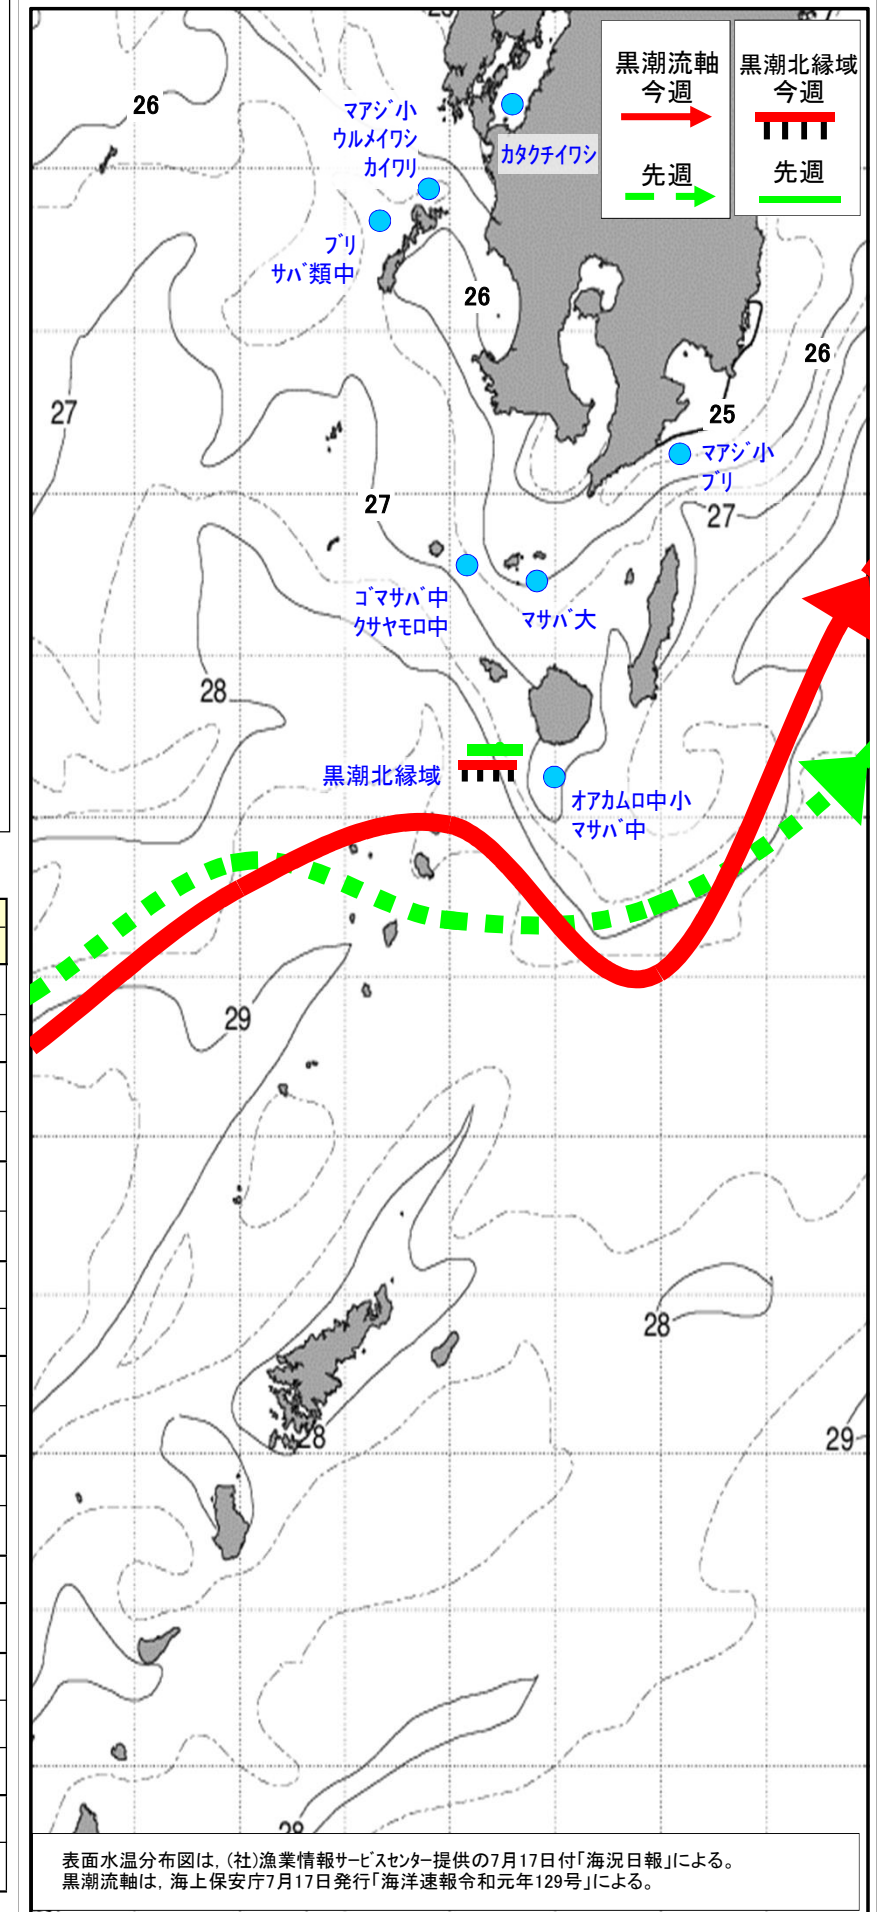 黒潮流軸
今週
先週
黒潮北縁域
今週
先週
26
マアジ小
ウルメイワシ
カイワリ
カタクチイワシ
ブリ
サバ類中
26
26
27
25
マアジ小
ブリ
27
27
ゴマサバ中
クサヤモロ中
マサバ大
28
黒潮北縁域
オアカムロ中小
マサバ中
29
28
28
29
28
表面水温分布図は, (社)漁業情報サービスセンター提供の7月17日付「海況日報」による。
黒潮流軸は, 海上保安庁7月17日発行「海洋速報令和元年129号」による。